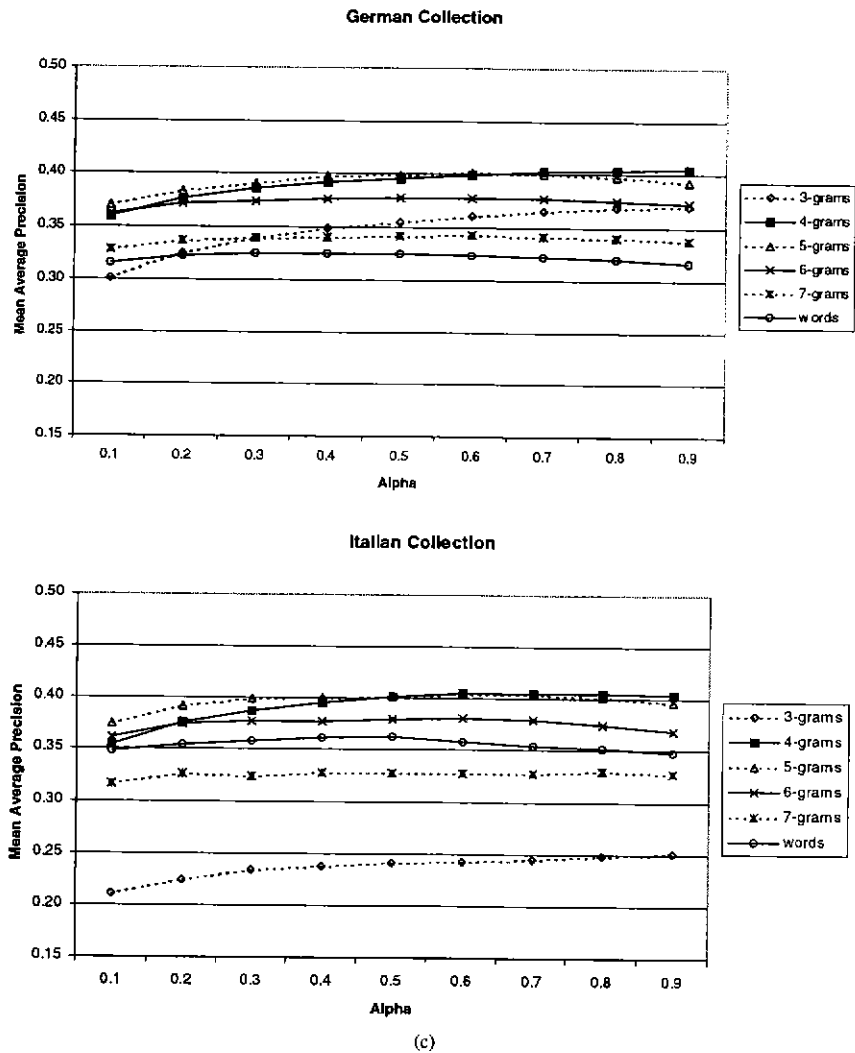 German Collection
Mean Average Precision
0.50
0.45
0.40
0.35
0.30
0.25
0.20
0.15
0.1 0.2 0.3 0.4 0.5 0.6 0.7 0.8 0.9
Alpha
3-grams
4-grams
5-grams
6-grams
7-grams
words
Italian Collection
Mean Average Precision
0.50
0.45
0.40
0.35
0.30
0.25
0.20
0.15
0.1 0.2 0.3 0.4 0.5 0.6 0.7 0.8 0.9
Alpha
3-grams
4-grams
5-grams
6-grams
7-grams
words
(c)